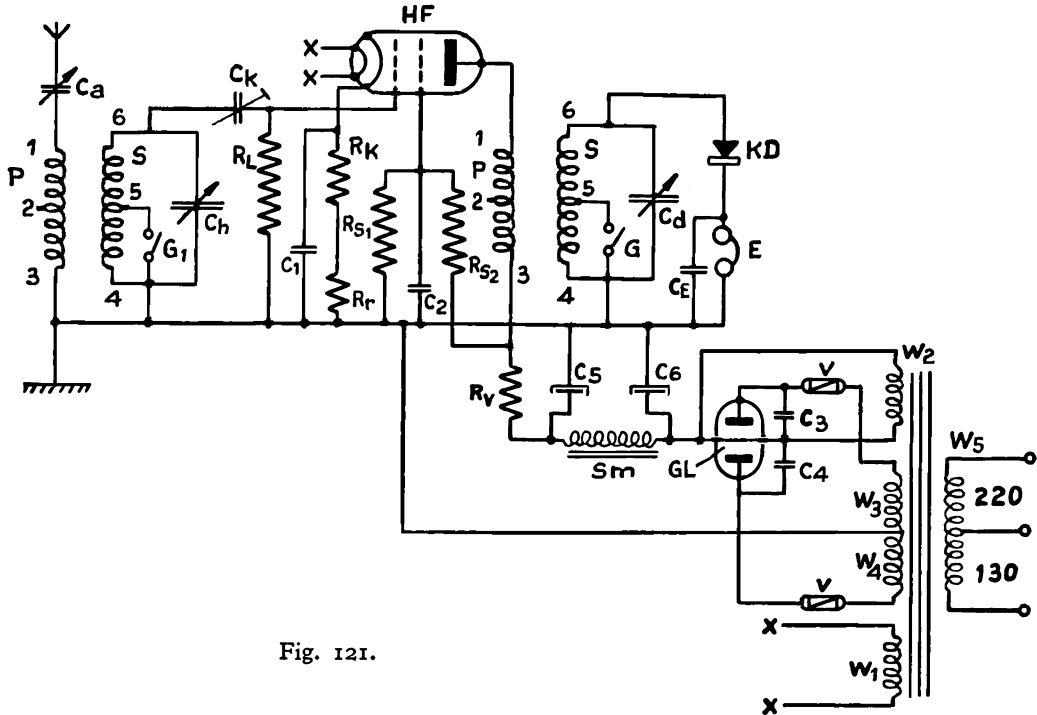 HF
X
X
Ca
Ck
6
S
5
4
1
P
2
3
Ch
G1
RL
C1
RK
Rr
RS1
C2
RS2
1
P
2
3
6
S
5
4
Cd
G
KD
E
CE
C5
C6
RV
Sm
GL
V
C3
C4
V
W2
W3
W4
W5
220
130
X
W1
X
Fig. 121.